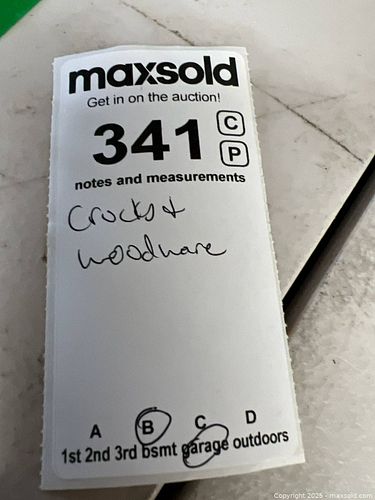 maxsold
Get in on the auction!
341 C
P
notes and measurements
Crocks +
woodware
A B C D
1st 2nd 3rd bsmt garage outdoors
Copyright 2025 - maxsold.com